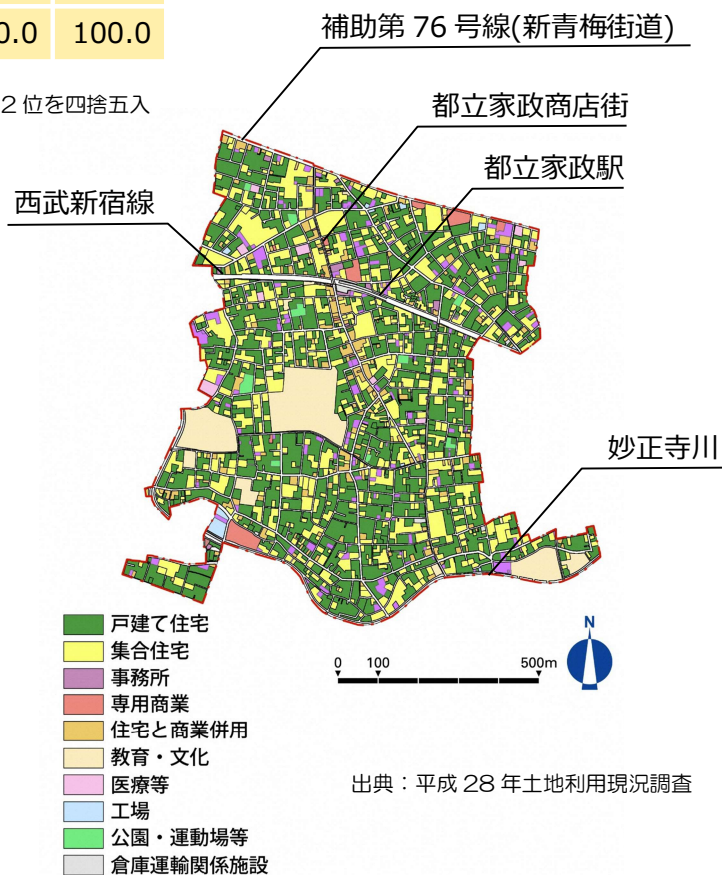 0.0 100.0
2 位を四捨五入
補助第 76 号線(新青梅街道)
都立家政商店街
都立家政駅
西武新宿線
妙正寺川
戸建て住宅
集合住宅
事務所
専用商業
住宅と商業併用
教育・文化
医療等
工場
公園・運動場等
倉庫運輸関係施設
0 100 500m
N
出典：平成 28 年土地利用現況調査